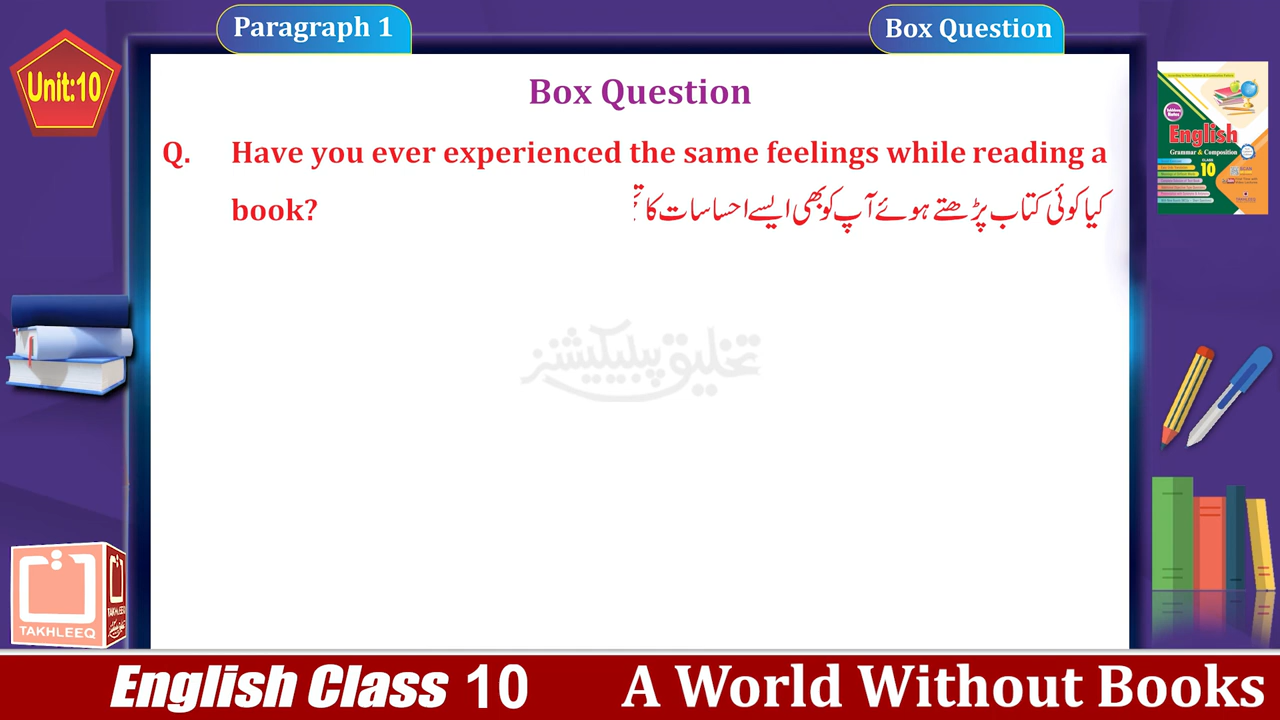 Paragraph 1
Box Question
Unit:10
Box Question
Q. Have you ever experienced the same feelings while reading a
book?
کیا کوئی کتاب پڑھتے ہوئے آپ کو بھی ایسے احساسات کا
تخلیق پبلیکیشنز
English
Grammar & Composition
CLASS
10
TAKHLEEQ
TAKHLEEQ
English Class 10
A World Without Books